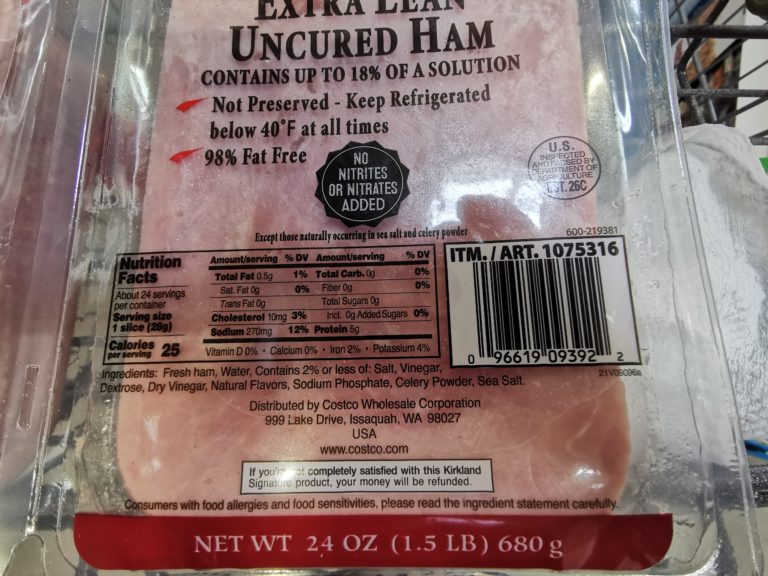 EXTRA LEAN
UNCURED HAM
CONTAINS UP TO 18% OF A SOLUTION
Not Preserved - Keep Refrigerated
below 40°F at all times
98% Fat Free
NO
NITRITES
OR NITRATES
ADDED
U.S.
INSPECTED
AND PASSED BY
DEPARTMENT OF
AGRICULTURE
EST. 26C
Except those naturally occurring in sea salt and celery powder
600-219381
Nutrition
Facts
About 24 servings
per container
Serving size
1 slice (28g)
Calories
per serving 25
Amount/serving % DV Amount/serving % DV
Total Fat 0.5g 1% Total Carb. 0g 0%
Sat. Fat 0g 0% Fiber 0g 0%
Trans Fat 0g Total Sugars 0g
Cholesterol 10mg 3% Incl. 0g Added Sugars 0%
Sodium 270mg 12% Protein 5g
Vitamin D 0% • Calcium 0% • Iron 2% • Potassium 4%
ITM. / ART. 1075316
0 96619 09392 2
21V09096a
Ingredients: Fresh ham, Water, Contains 2% or less of: Salt, Vinegar,
Dextrose, Dry Vinegar, Natural Flavors, Sodium Phosphate, Celery Powder, Sea Salt.
Distributed by Costco Wholesale Corporation
999 Lake Drive, Issaquah, WA 98027
USA
www.costco.com
If you're not completely satisfied with this Kirkland
Signature product, your money will be refunded.
Consumers with food allergies and food sensitivities, please read the ingredient statement carefully.
NET WT 24 OZ (1.5 LB) 680 g